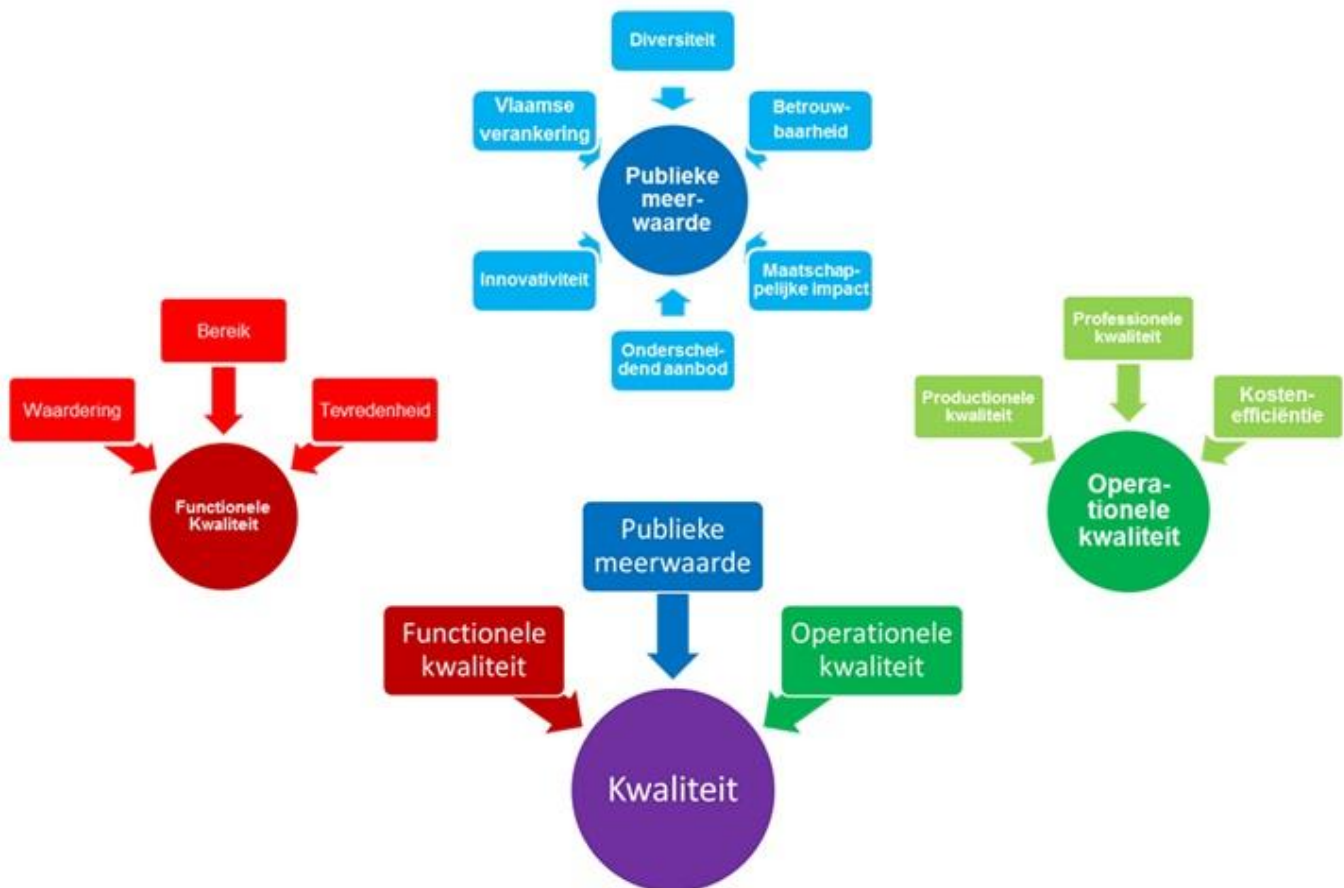 Diversiteit
Vlaamse
verankering
Betrouw-
baarheid
Publieke
meer-
waarde
Innovativiteit
Maatschap-
pelijke impact
Onderschei-
dend aanbod
Bereik
Waardering
Tevredenheid
Functionele
Kwaliteit
Professionele
kwaliteit
Productionele
kwaliteit
Kosten-
efficiëntie
Opera-
tionele
kwaliteit
Publieke
meerwaarde
Functionele
kwaliteit
Operationele
kwaliteit
Kwaliteit